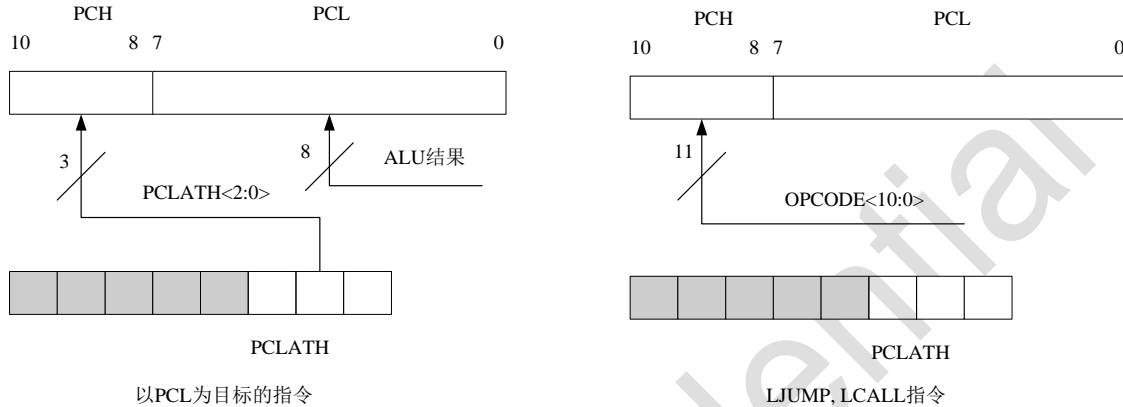 PCH PCL
10 8 7 0
3
8
ALU结果
PCLATH<2:0>
PCLATH
以PCL为目标的指令
PCH PCL
10 8 7 0
11
OPCODE<10:0>
PCLATH
LJUMP, LCALL指令